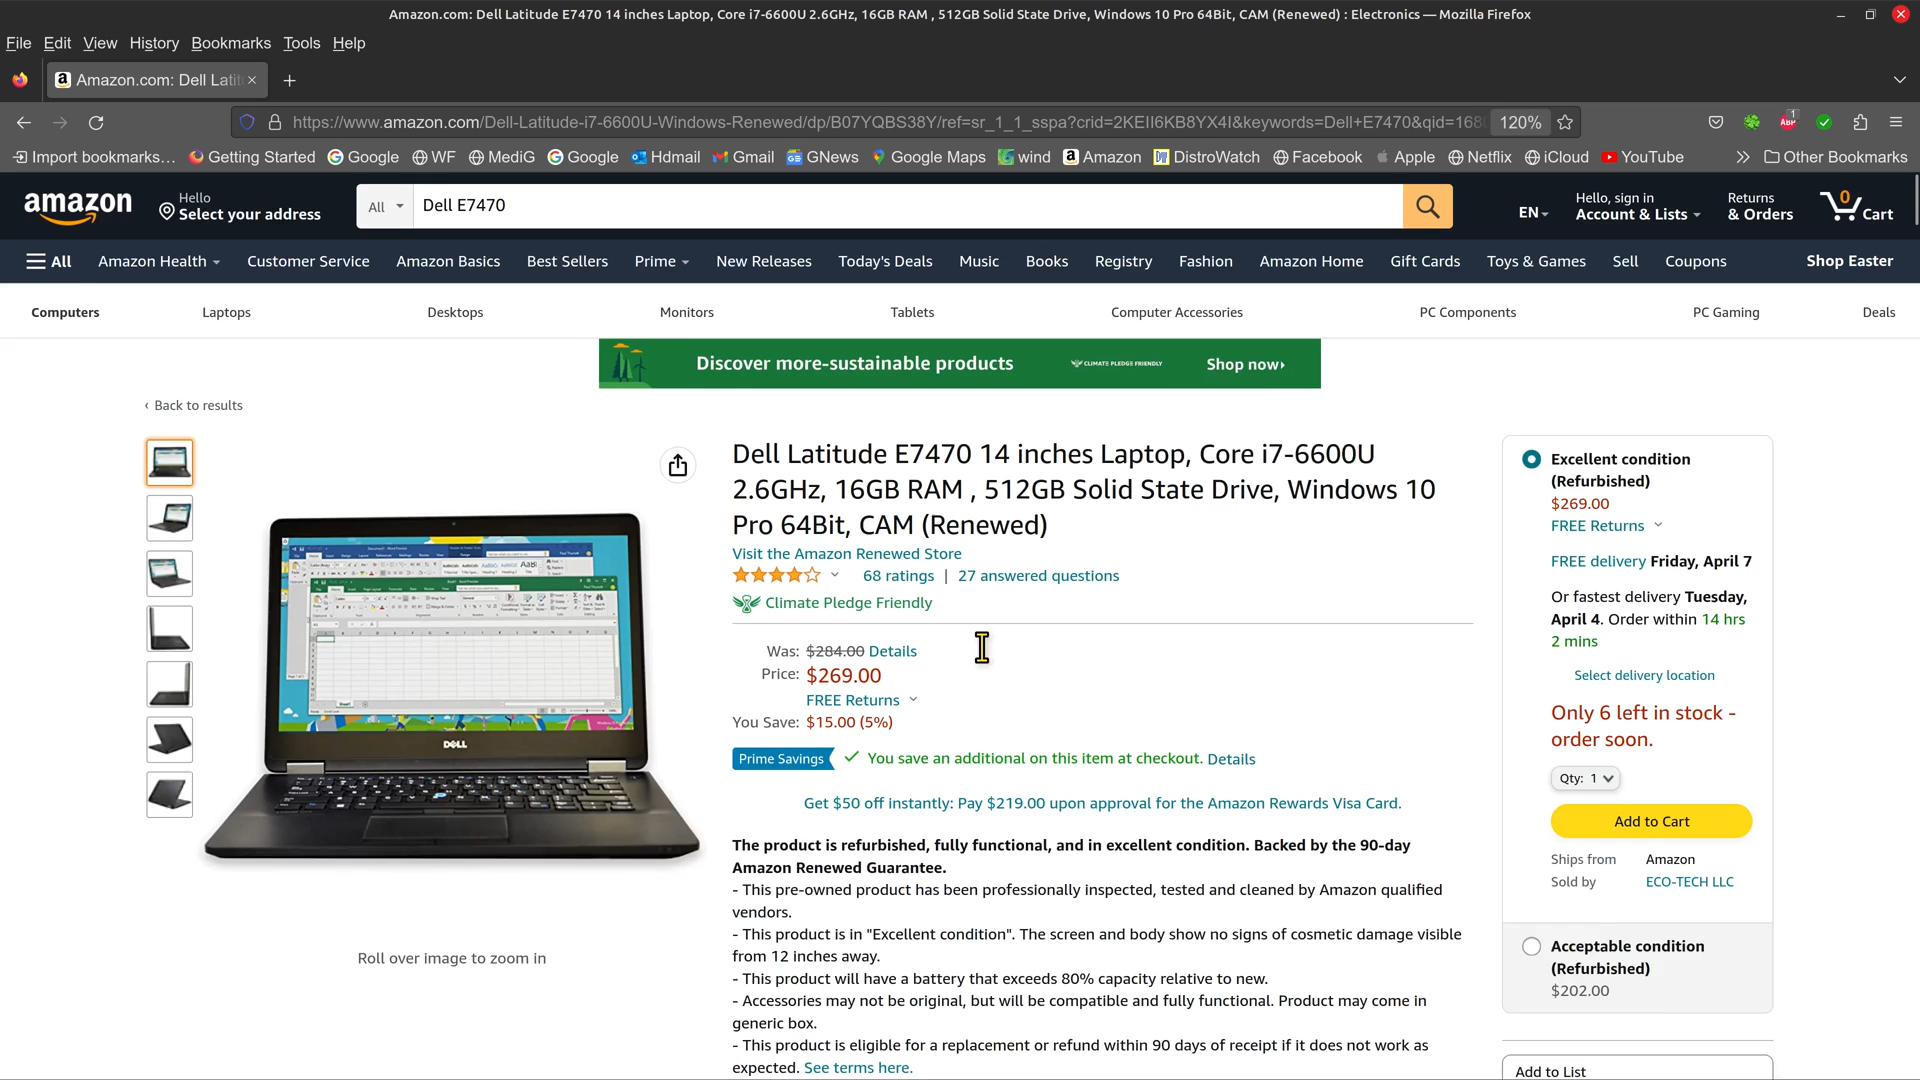 Amazon.com: Dell Latitude E7470 14 inches Laptop, Core i7-6600U 2.6GHz, 16GB RAM , 512GB Solid State Drive, Windows 10 Pro 64Bit, CAM (Renewed) : Electronics — Mozilla Firefox
File Edit View History Bookmarks Tools Help
Amazon.com: Dell Latit
https://www.amazon.com/Dell-Latitude-i7-6600U-Windows-Renewed/dp/B07YQBS38Y/ref=sr_1_1_sspa?crid=2KEII6KB8YX4I&keywords=Dell+E7470&qid=168 120% ABP 1
Import bookmarks... Getting Started Google WF MediG Google Hdmail Gmail GNews Google Maps wind Amazon DistroWatch Facebook Apple Netflix iCloud YouTube Other Bookmarks
amazon
Hello
Select your address
All
Dell E7470
EN
Hello, sign in
Account & Lists
Returns
& Orders
0
Cart
All Amazon Health Customer Service Amazon Basics Best Sellers Prime New Releases Today's Deals Music Books Registry Fashion Amazon Home Gift Cards Toys & Games Sell Coupons Shop Easter
Computers Laptops Desktops Monitors Tablets Computer Accessories PC Components PC Gaming Deals
Discover more-sustainable products CLIMATE PLEDGE FRIENDLY Shop now
‹ Back to results
DELL
Roll over image to zoom in
Dell Latitude E7470 14 inches Laptop, Core i7-6600U
2.6GHz, 16GB RAM , 512GB Solid State Drive, Windows 10
Pro 64Bit, CAM (Renewed)
Visit the Amazon Renewed Store
68 ratings | 27 answered questions
Climate Pledge Friendly
Was: $284.00 Details
Price: $269.00
FREE Returns
You Save: $15.00 (5%)
Prime Savings You save an additional on this item at checkout. Details
Get $50 off instantly: Pay $219.00 upon approval for the Amazon Rewards Visa Card.
The product is refurbished, fully functional, and in excellent condition. Backed by the 90-day
Amazon Renewed Guarantee.
- This pre-owned product has been professionally inspected, tested and cleaned by Amazon qualified
vendors.
- This product is in "Excellent condition". The screen and body show no signs of cosmetic damage visible
from 12 inches away.
- This product will have a battery that exceeds 80% capacity relative to new.
- Accessories may not be original, but will be compatible and fully functional. Product may come in
generic box.
- This product is eligible for a replacement or refund within 90 days of receipt if it does not work as
expected. See terms here.
Excellent condition
(Refurbished)
$269.00
FREE Returns
FREE delivery Friday, April 7
Or fastest delivery Tuesday,
April 4. Order within 14 hrs
2 mins
Select delivery location
Only 6 left in stock -
order soon.
Qty: 1
Add to Cart
Ships from Amazon
Sold by ECO-TECH LLC
Acceptable condition
(Refurbished)
$202.00
Add to List